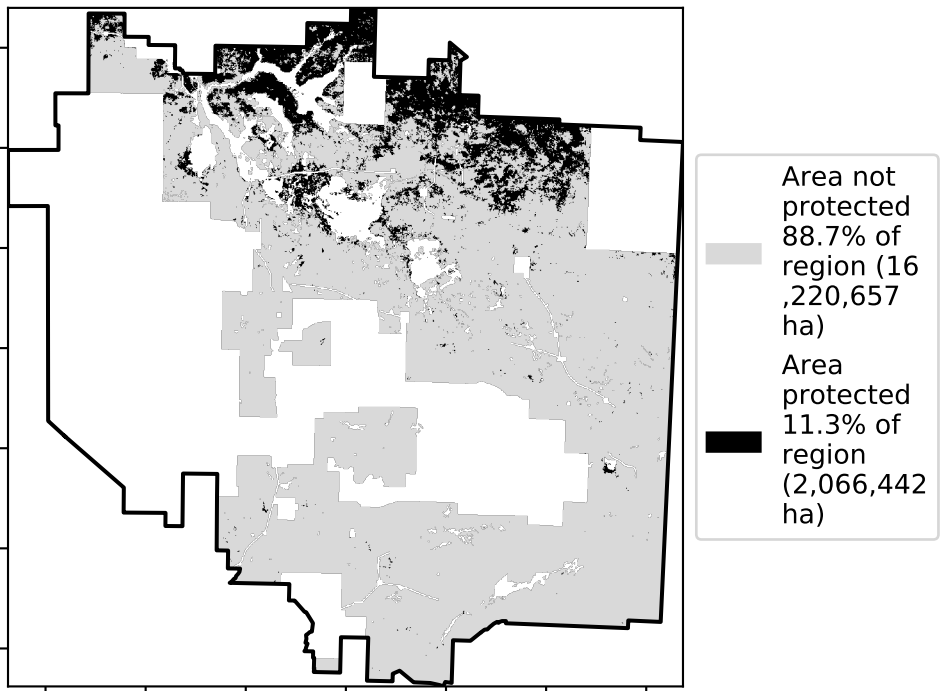 Area not
protected
88.7% of
region (16
,220,657
ha)
Area
protected
11.3% of
region
(2,066,442
ha)